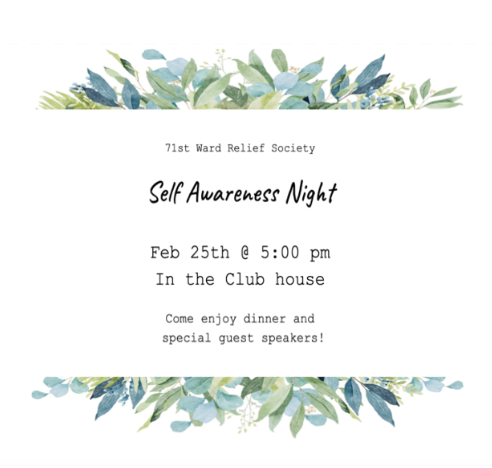 71st Ward Relief Society
Self Awareness Night
Feb 25th @ 5:00 pm
In the Club house
Come enjoy dinner and
special guest speakers!